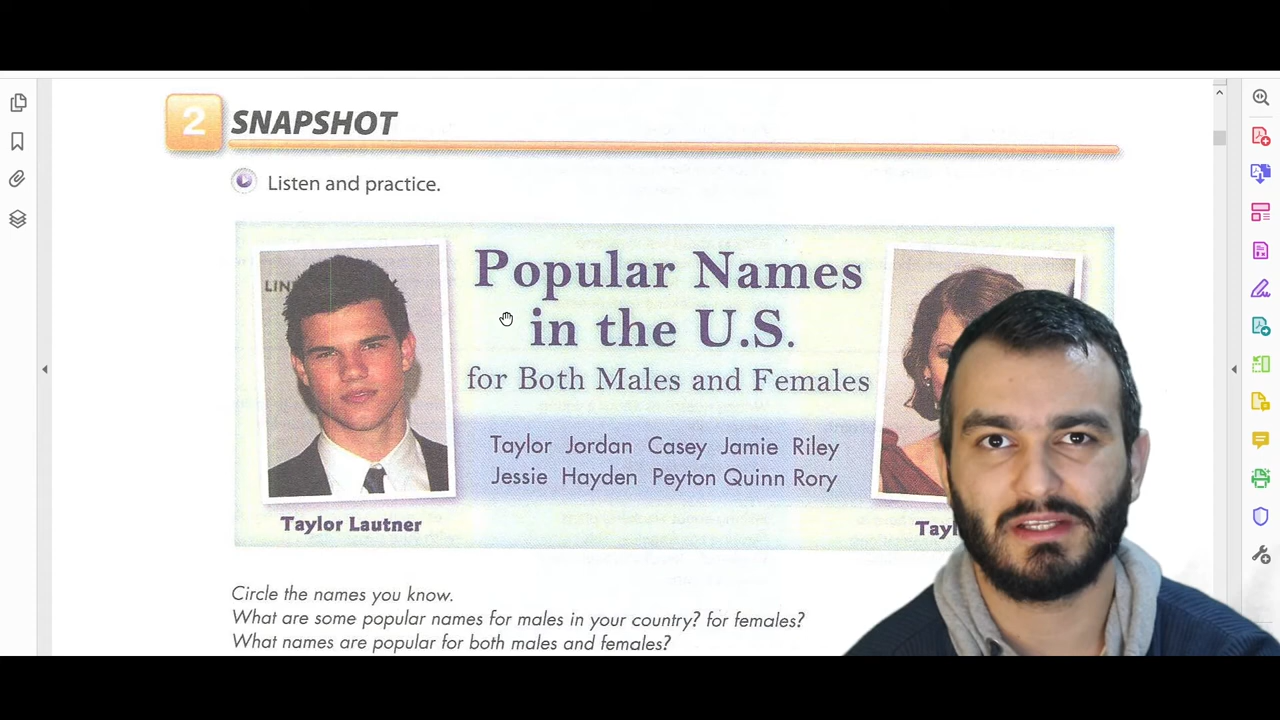 2 SNAPSHOT
Listen and practice.
LIN
Popular Names
in the U.S.
for Both Males and Females
Taylor Jordan Casey Jamie Riley
Jessie Hayden Peyton Quinn Rory
Taylor Lautner
Tayl
Circle the names you know.
What are some popular names for males in your country? for females?
What names are popular for both males and females?